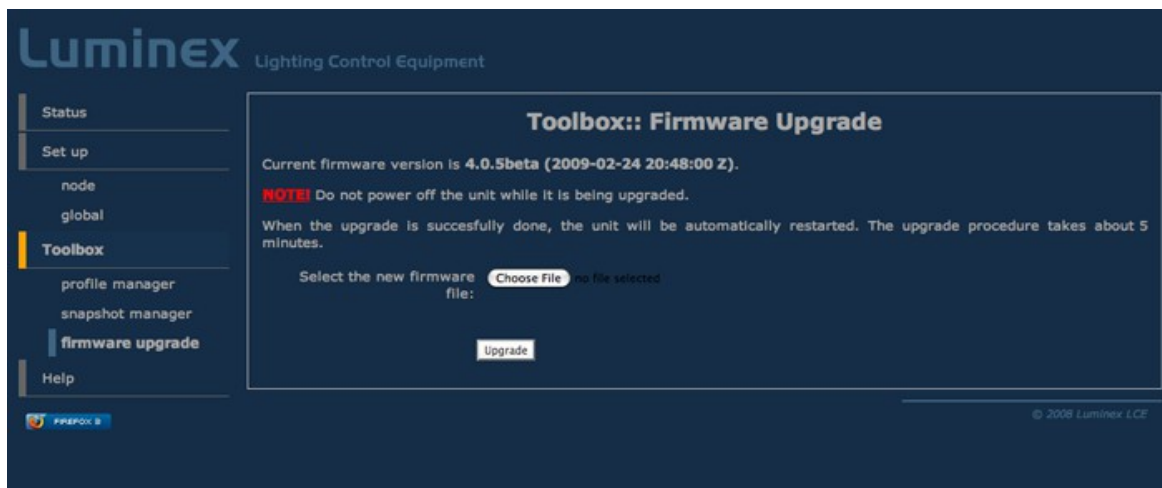 Luminex Lighting Control Equipment
Status
Set up
node
global
Toolbox
profile manager
snapshot manager
firmware upgrade
Help
FIREFOX
Toolbox:: Firmware Upgrade
Current firmware version is 4.0.5beta (2009-02-24 20:48:00 Z).
NOTE! Do not power off the unit while it is being upgraded.
When the upgrade is succesfully done, the unit will be automatically restarted. The upgrade procedure takes about 5
minutes.
Select the new firmware Choose File no file selected
file:
Upgrade
© 2008 Luminex LCE